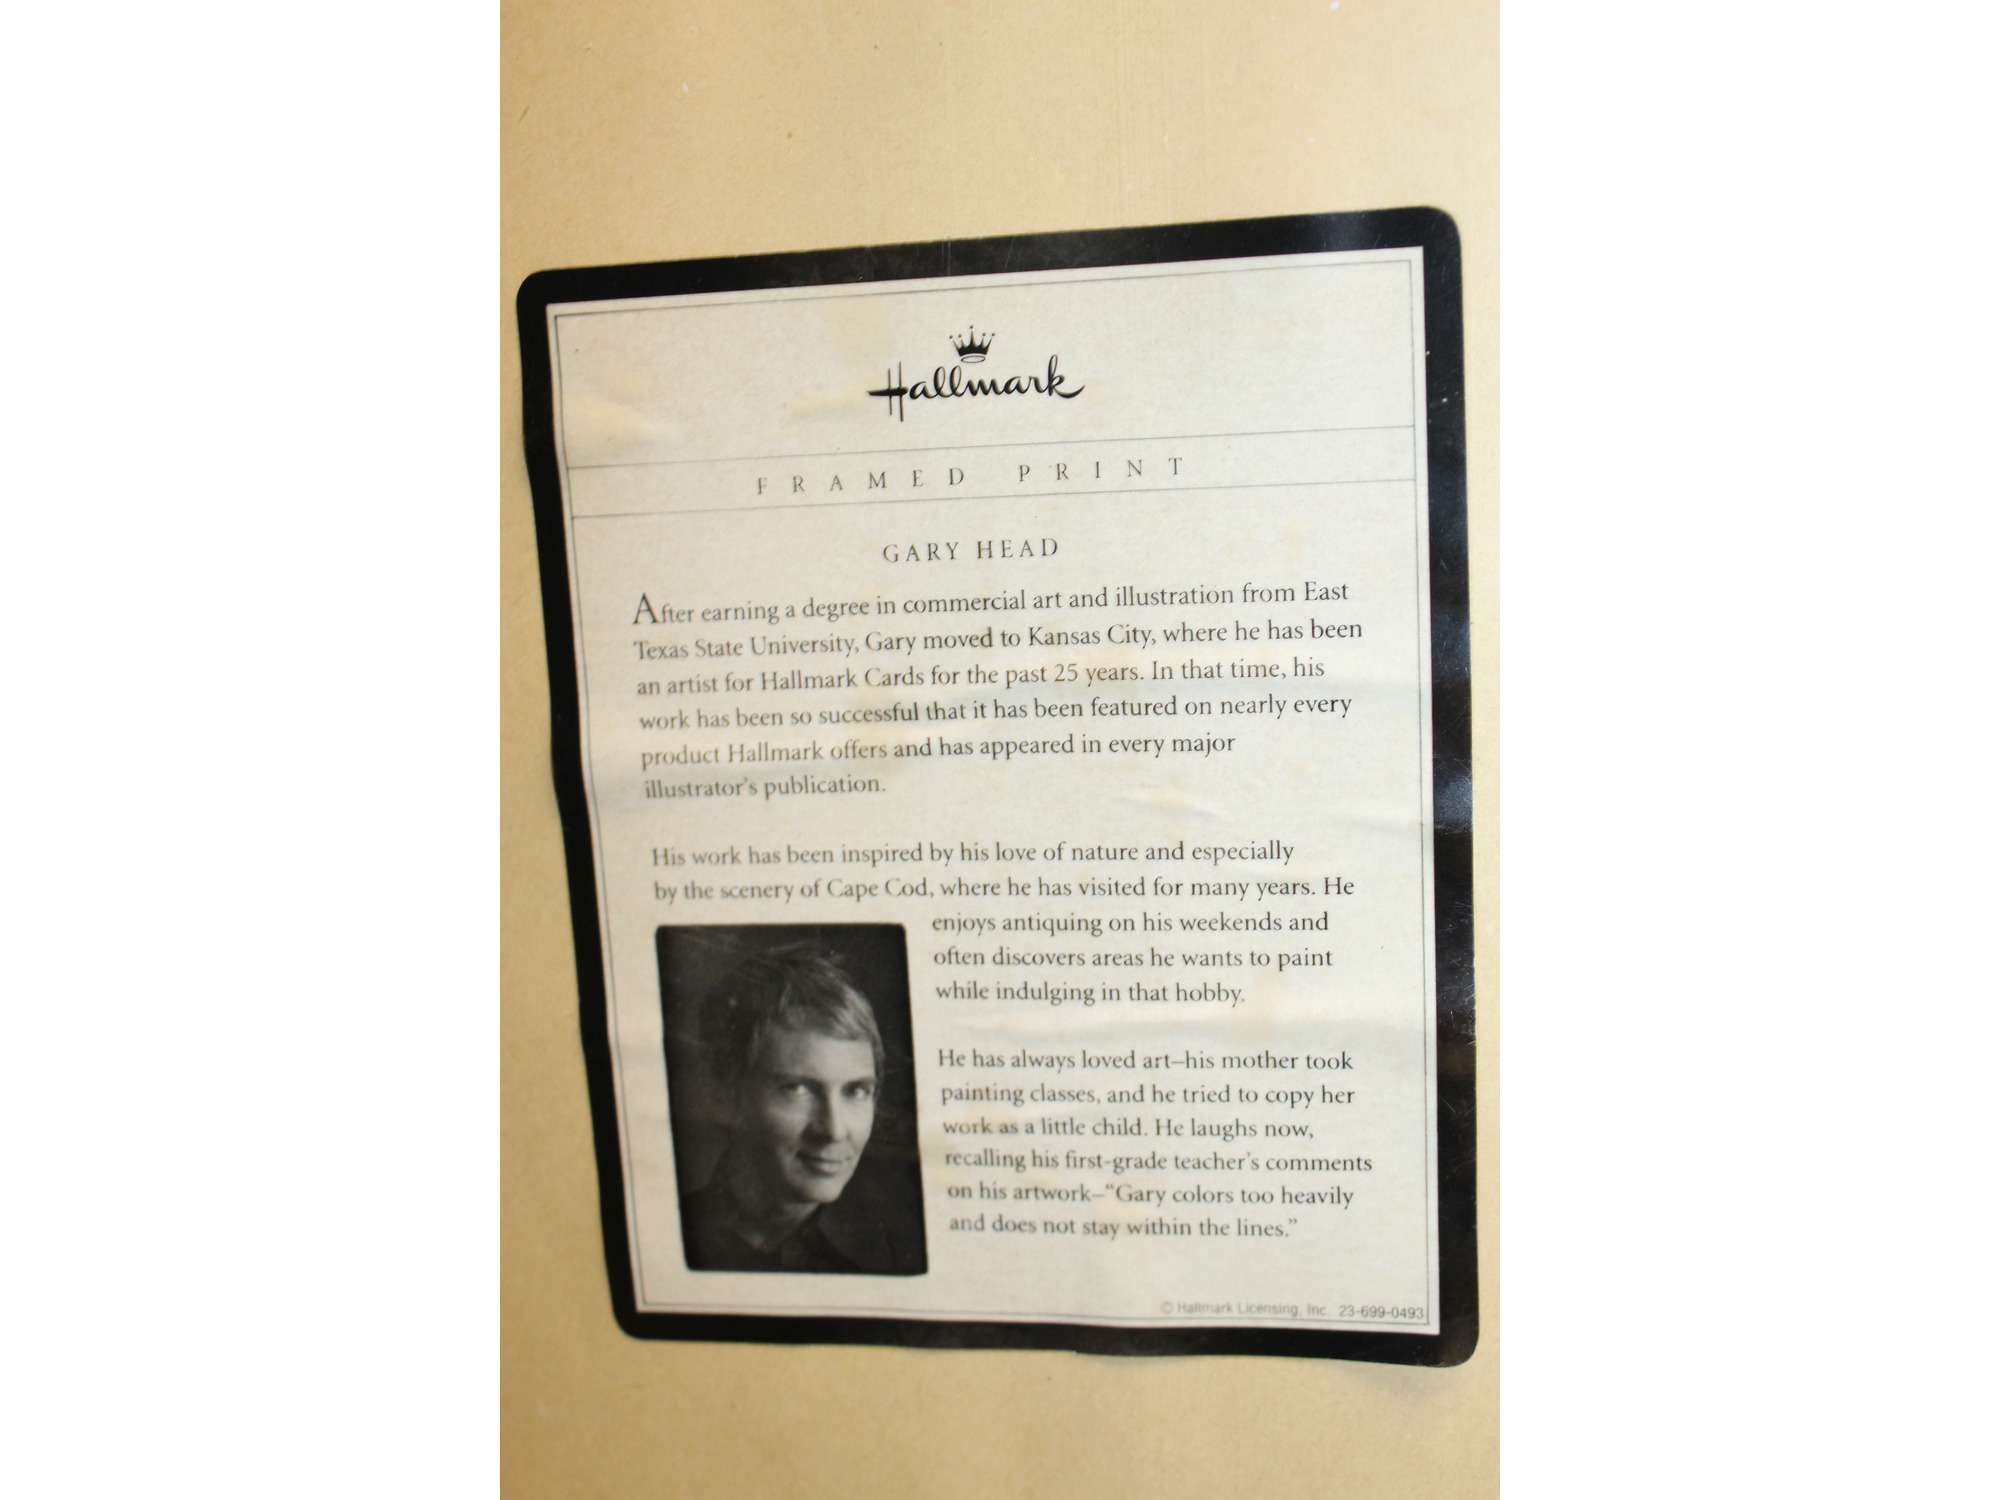 Hallmark
FRAMED PRINT
GARY HEAD
After earning a degree in commercial art and illustration from East
Texas State University, Gary moved to Kansas City, where he has been
an artist for Hallmark Cards for the past 25 years. In that time, his
work has been so successful that it has been featured on nearly every
product Hallmark offers and has appeared in every major
illustrator's publication.
His work has been inspired by his love of nature and especially
by the scenery of Cape Cod, where he has visited for many years. He
enjoys antiquing on his weekends and
often discovers areas he wants to paint
while indulging in that hobby.
He has always loved art–his mother took
painting classes, and he tried to copy her
work as a little child. He laughs now,
recalling his first-grade teacher's comments
on his artwork–“Gary colors too heavily
and does not stay within the lines.”
© Hallmark Licensing, Inc. 23-699-0493